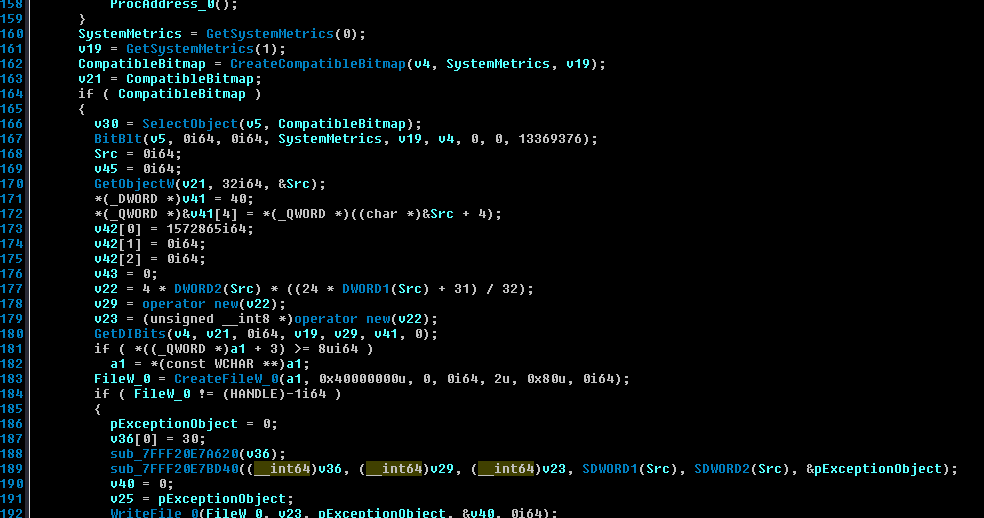 158 ProcAddress_0();
159 }
160 SystemMetrics = GetSystemMetrics(0);
161 v19 = GetSystemMetrics(1);
162 CompatibleBitmap = CreateCompatibleBitmap(v4, SystemMetrics, v19);
163 v21 = CompatibleBitmap;
164 if ( CompatibleBitmap )
165 {
166 v30 = SelectObject(v5, CompatibleBitmap);
167 BitBlt(v5, 0i64, 0i64, SystemMetrics, v19, v4, 0, 0, 13369376);
168 Src = 0i64;
169 v45 = 0i64;
170 GetObjectW(v21, 32i64, &Src);
171 *(_DWORD *)v41 = 40;
172 *(_QWORD *)&v41[4] = *(_QWORD *)((char *)&Src + 4);
173 v42[0] = 1572865i64;
174 v42[1] = 0i64;
175 v42[2] = 0i64;
176 v43 = 0;
177 v22 = 4 * DWORD2(Src) * ((24 * DWORD1(Src) + 31) / 32);
178 v29 = operator new(v22);
179 v23 = (unsigned __int8 *)operator new(v22);
180 GetDIBits(v4, v21, 0i64, v19, v29, v41, 0);
181 if ( *((_QWORD *)a1 + 3) >= 8ui64 )
182 a1 = *(const WCHAR **)a1;
183 FileW_0 = CreateFileW_0(a1, 0x40000000u, 0, 0i64, 2u, 0x80u, 0i64);
184 if ( FileW_0 != (HANDLE)-1i64 )
185 {
186 pExceptionObject = 0;
187 v36[0] = 30;
188 sub_7FFF20E7A620(v36);
189 sub_7FFF20E7BD40((__int64)v36, (__int64)v29, (__int64)v23, SDWORD1(Src), SDWORD2(Src), &pExceptionObject);
190 v40 = 0;
191 v25 = pExceptionObject;
192 WriteFile_0(FileW_0, v23, pExceptionObject, &v40, 0i64);